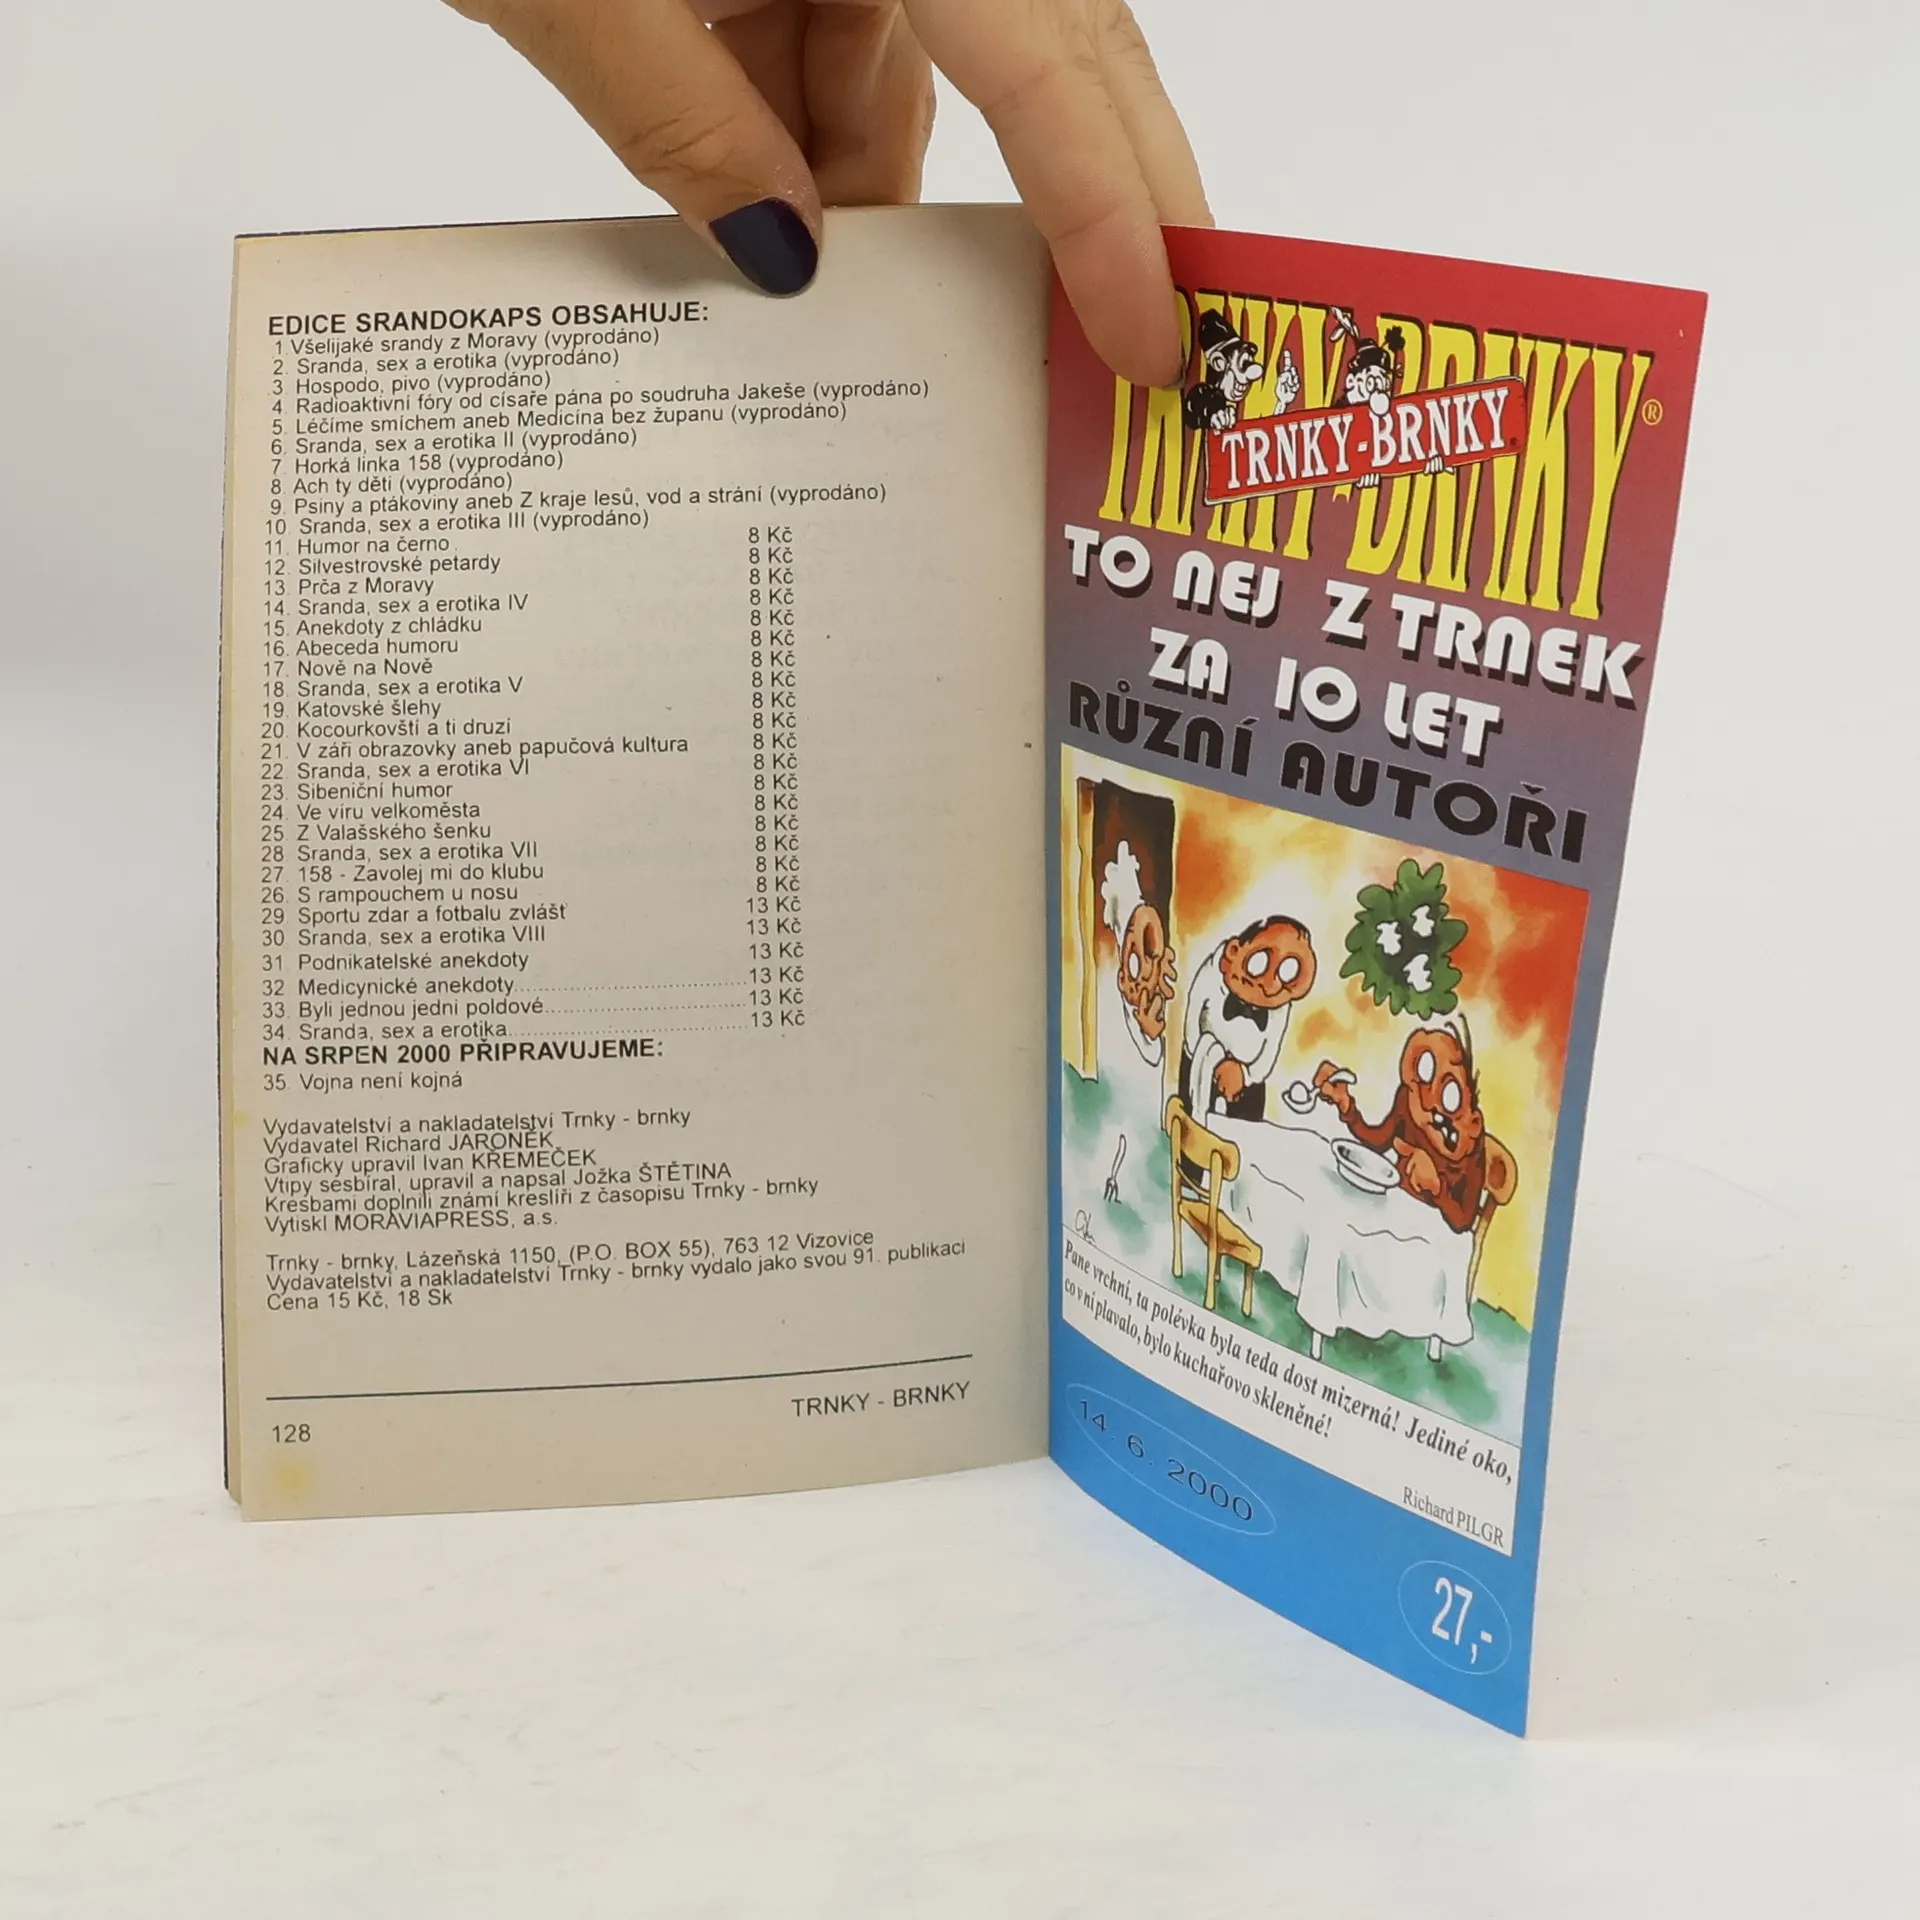 EDICE SRANDOKAPS OBSAHUJE:
1. Všelijaké srandy z Moravy (vyprodáno)
2. Sranda, sex a erotika (vyprodáno)
3. Hospodo, pivo (vyprodáno)
4. Radioaktivní fóry od císaře pána po soudruha Jakeše (vyprodáno)
5. Léčíme smíchem aneb Medicína bez županu (vyprodáno)
6. Sranda, sex a erotika II (vyprodáno)
7. Horká linka 158 (vyprodáno)
8. Ach ty děti (vyprodáno)
9. Psiny a ptákoviny aneb Z kraje lesů, vod a strání (vyprodáno)
10. Sranda, sex a erotika III (vyprodáno)
11. Humor na černo 8 Kč
12. Silvestrovské petardy 8 Kč
13. Prča z Moravy 8 Kč
14. Sranda, sex a erotika IV 8 Kč
15. Anekdoty z chládku 8 Kč
16. Abeceda humoru 8 Kč
17. Nově na Nově 8 Kč
18. Sranda, sex a erotika V 8 Kč
19. Katovské šlehy 8 Kč
20. Kocourkovští a ti druzí 8 Kč
21. V záři obrazovky aneb papučová kultura 8 Kč
22. Sranda, sex a erotika VI 8 Kč
23. Šibeniční humor 8 Kč
24. Ve víru velkoměsta 8 Kč
25. Z Valašského šenku 8 Kč
28. Sranda, sex a erotika VII 8 Kč
27. 158 - Zavolej mi do klubu 8 Kč
26. S rampouchem u nosu 8 Kč
29. Sportu zdar a fotbalu zvlášť 13 Kč
30. Sranda, sex a erotika VIII 13 Kč
31. Podnikatelské anekdoty 13 Kč
32. Medicynické anekdoty 13 Kč
33. Byli jednou jedni poldové 13 Kč
34. Sranda, sex a erotika 13 Kč
NA SRPEN 2000 PŘIPRAVUJEME:
35. Vojna není kojná
Vydavatelství a nakladatelství Trnky - brnky
Vydavatel Richard JARONĚK
Graficky upravil Ivan KŘEMEČEK
Vtipy sesbíral, upravil a napsal Jožka ŠTĚTINA
Kresbami doplnili známí kreslíři z časopisu Trnky - brnky
Vytiskl MORAVIAPRESS, a.s.
Trnky - brnky, Lázeňská 1150, (P.O. BOX 55), 763 12 Vizovice
Vydavatelství a nakladatelství Trnky - brnky vydalo jako svou 91. publikaci
Cena 15 Kč, 18 Sk
TRNKY - BRNKY
128
TRNKY-BRNKY®
TRNKY-BRNKY
TO NEJ Z TRNEK
ZA 10 LET
RŮZNÍ AUTOŘI
Pane vrchní, ta polévka byla teda dost mizerná! Jediné oko,
co v ní plavalo, bylo kuchařovo skleněné!
Richard PILGR
14. 6. 2000
27,-